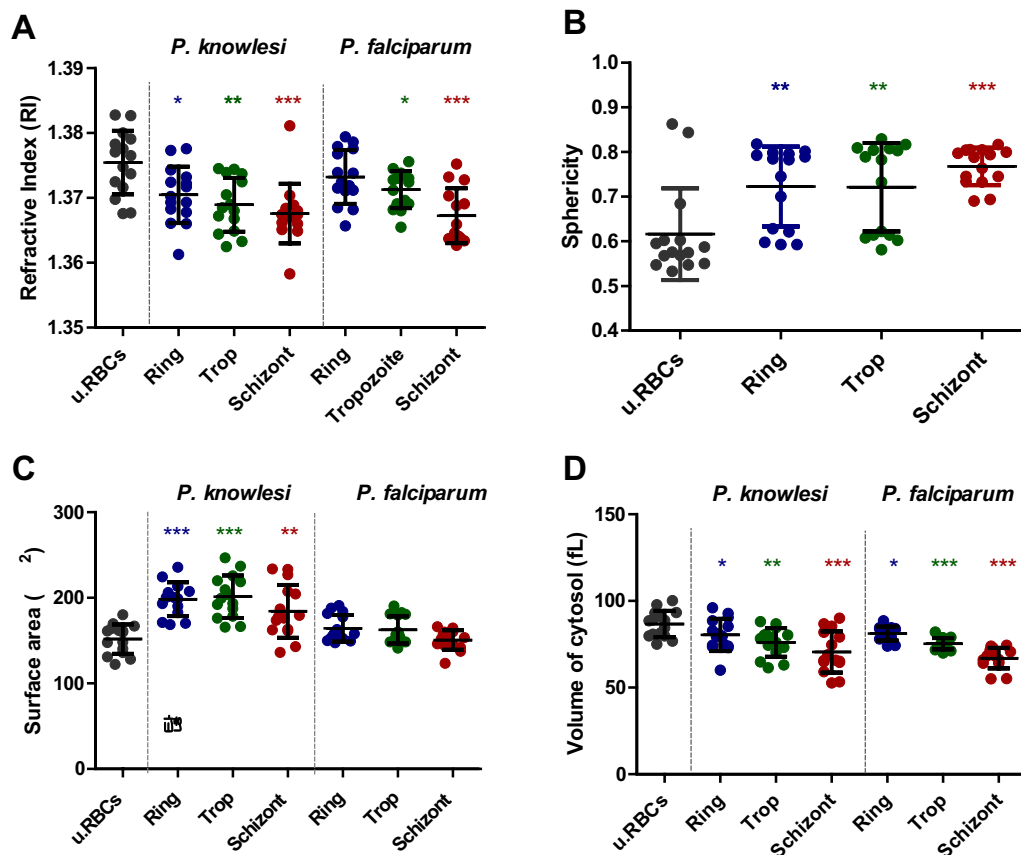 A
P. knowlesi P. falciparum
Refractive Index (RI)
1.39
1.38
1.37
1.36
1.35
* ** *** * ***
u.RBCs Ring Trop Schizont Ring Tropozoite Schizont
B
Sphericity
1.0
0.9
0.8
0.7
0.6
0.5
0.4
** ** ***
u.RBCs Ring Trop Schizont
C
P. knowlesi P. falciparum
Surface area ( 2)
300
200
100
0
*** *** **
u.RBCs Ring Trop Schizont Ring Trop Schizont
D
P. knowlesi P. falciparum
Volume of cytosol (fL)
150
100
50
0
* ** *** * *** ***
u.RBCs Ring Trop Schizont Ring Trop Schizont